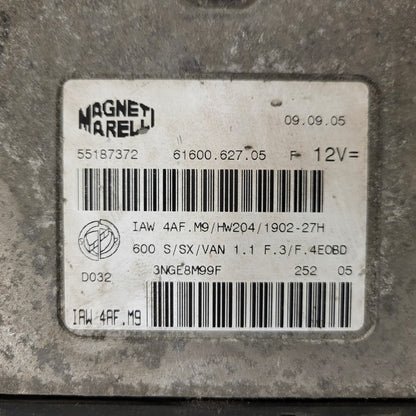 MAGNETI
MARELLI
09.09.05
55187372 61600.627.05 F 12V=
IAW 4AF.M9/HW204/1902-27H
600 S/SX/VAN 1.1 F.3/F.4EOBD
D032 3NGE8M99F 252 05
IAW 4AF.M9